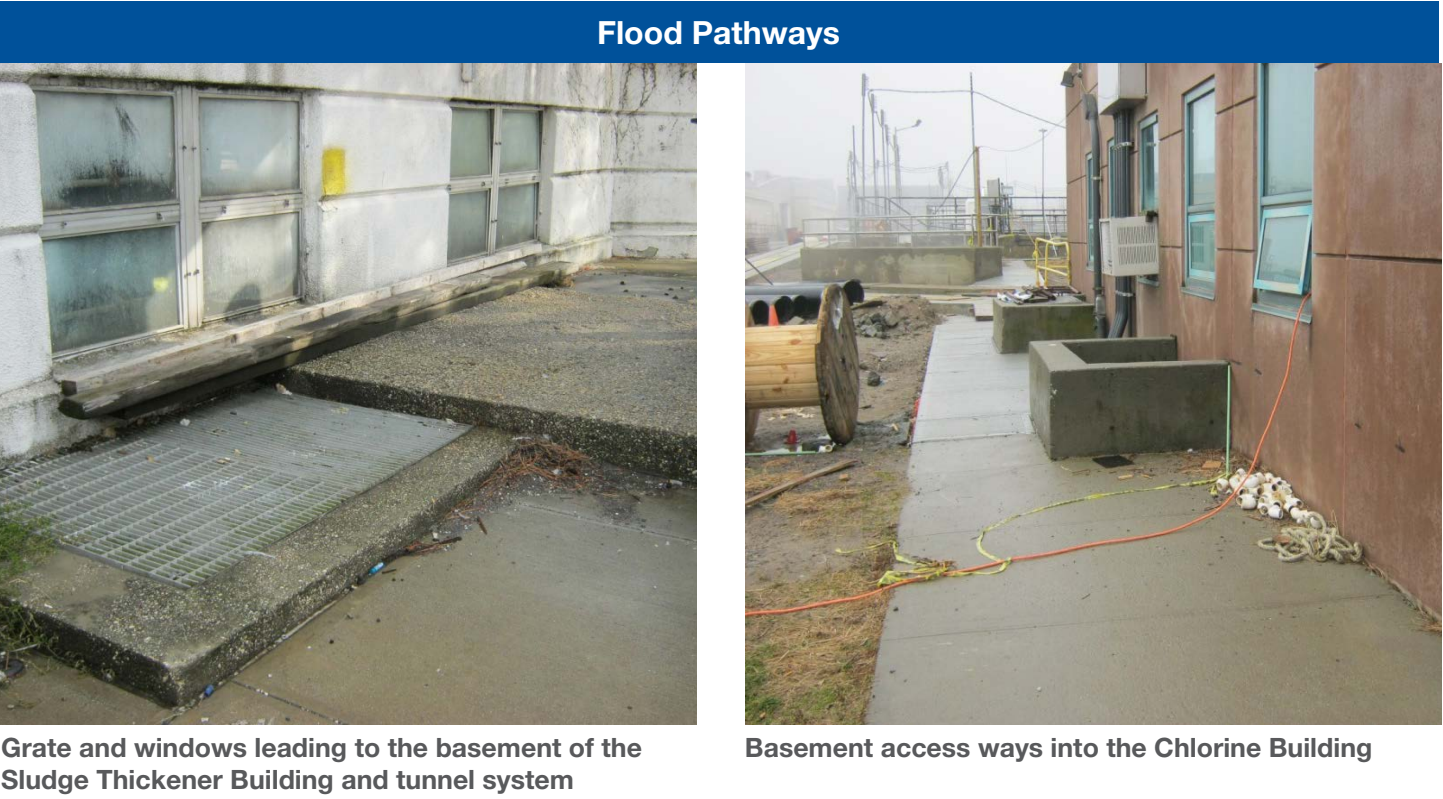 Flood Pathways
Grate and windows leading to the basement of the
Sludge Thickener Building and tunnel system
Basement access ways into the Chlorine Building